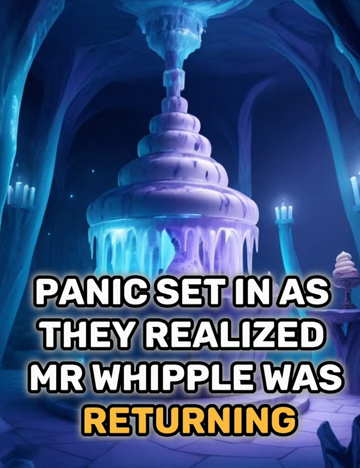 PANIC SET IN AS
THEY REALIZED
MR WHIPPLE WAS
RETURNING